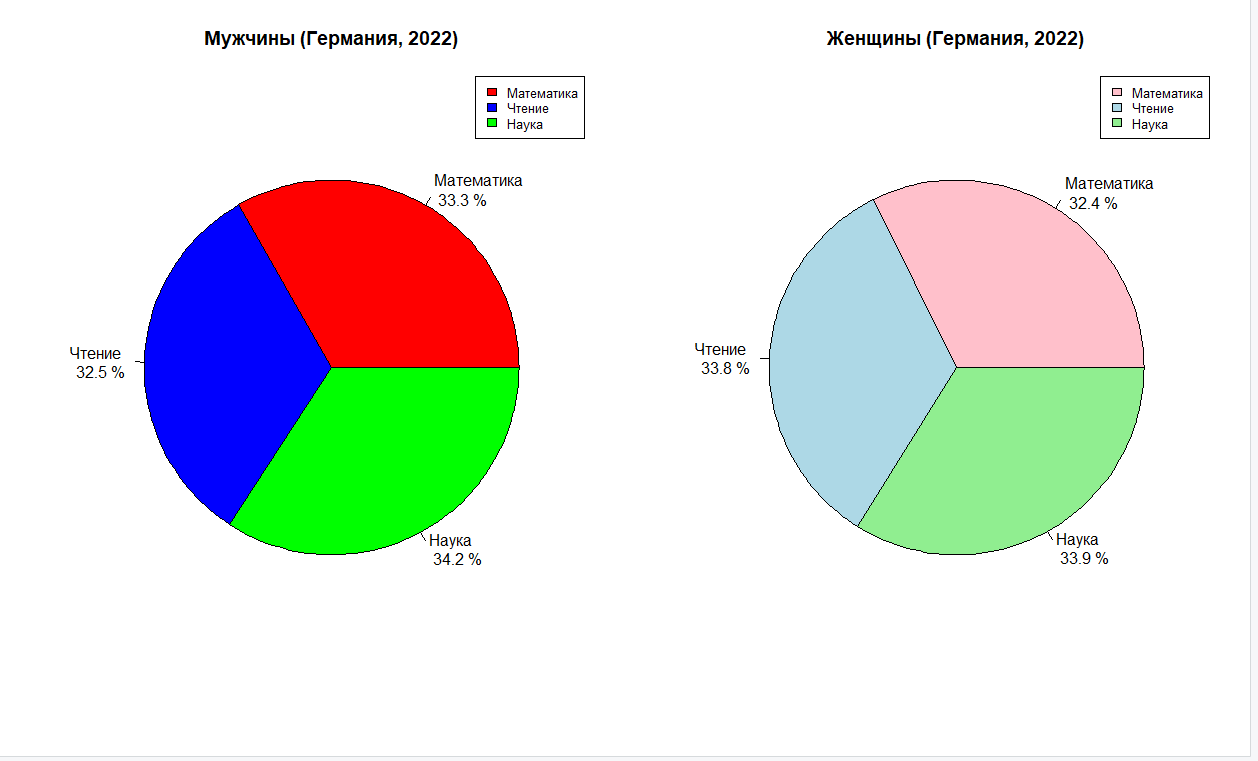 Мужчины (Германия, 2022)
Математика
Чтение
Наука
Математика
33.3 %
Чтение
32.5 %
Наука
34.2 %
Женщины (Германия, 2022)
Математика
Чтение
Наука
Математика
32.4 %
Чтение
33.8 %
Наука
33.9 %